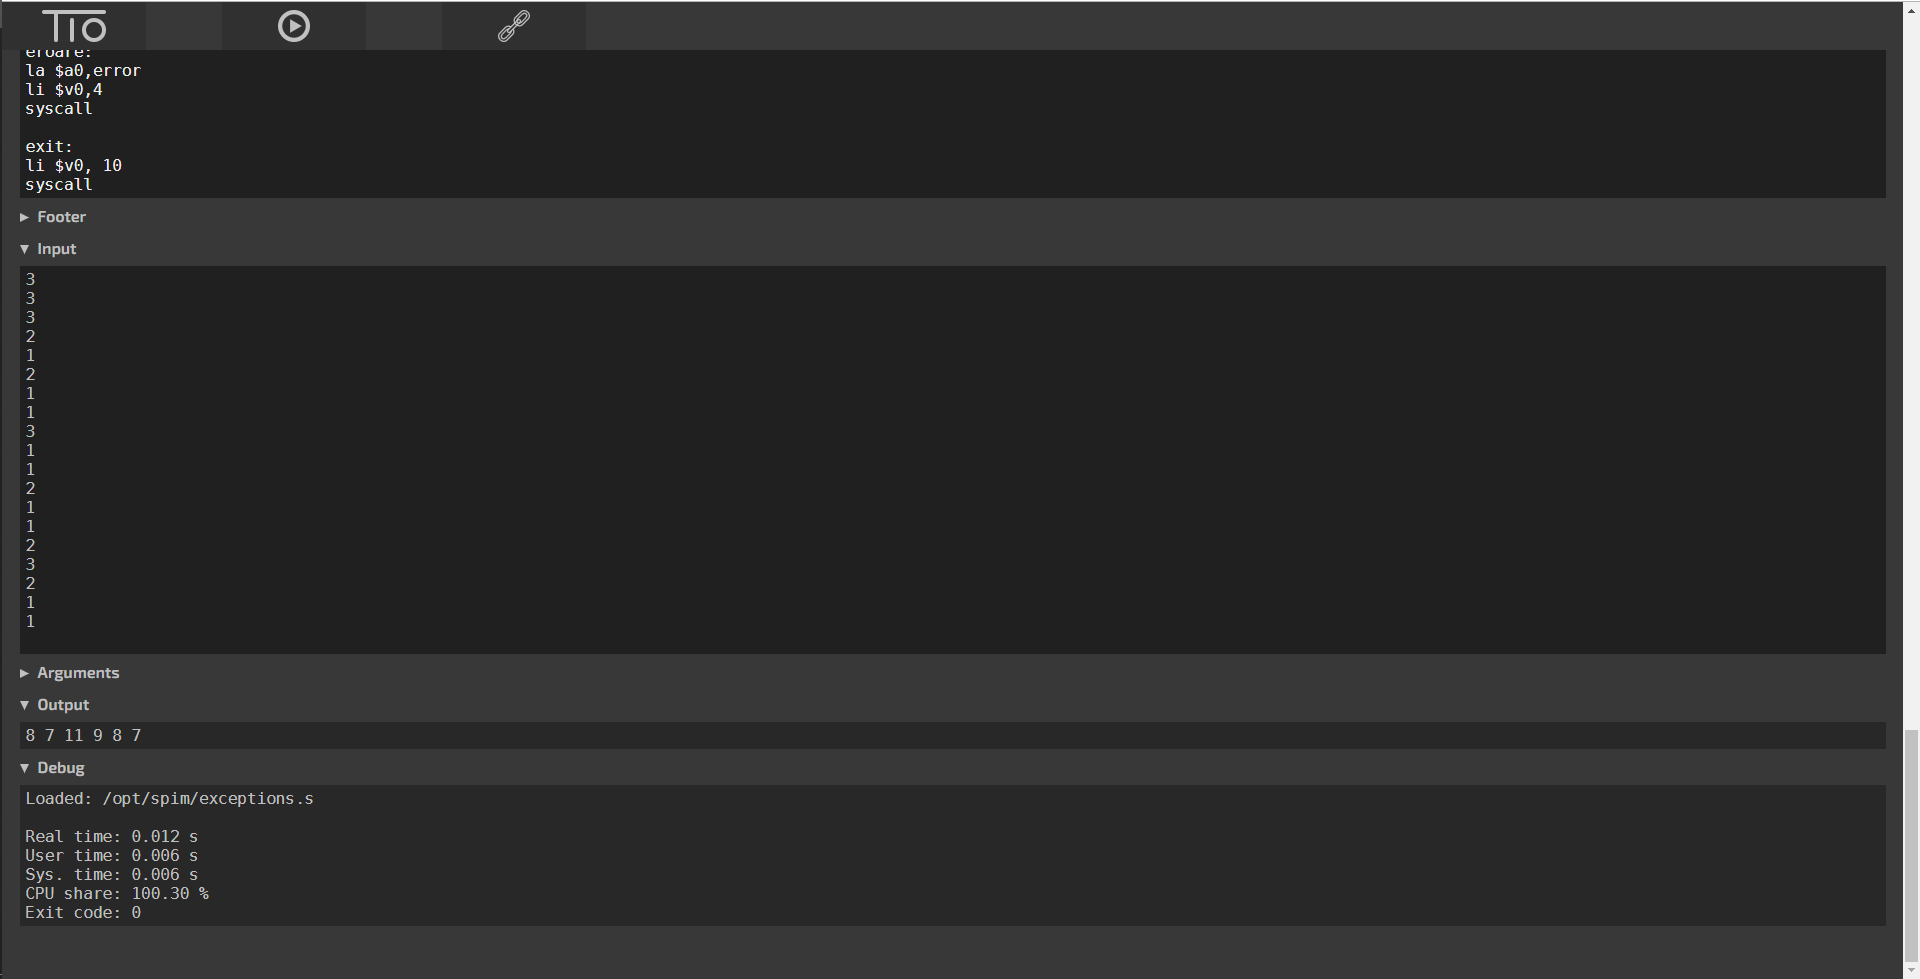 TIO
eroare:
la $a0,error
li $v0,4
syscall
exit:
li $v0, 10
syscall
▶ Footer
▼ Input
3
3
3
2
1
2
1
1
3
1
1
2
1
1
2
3
2
1
1
▶ Arguments
▼ Output
8 7 11 9 8 7
▼ Debug
Loaded: /opt/spim/exceptions.s
Real time: 0.012 s
User time: 0.006 s
Sys. time: 0.006 s
CPU share: 100.30 %
Exit code: 0